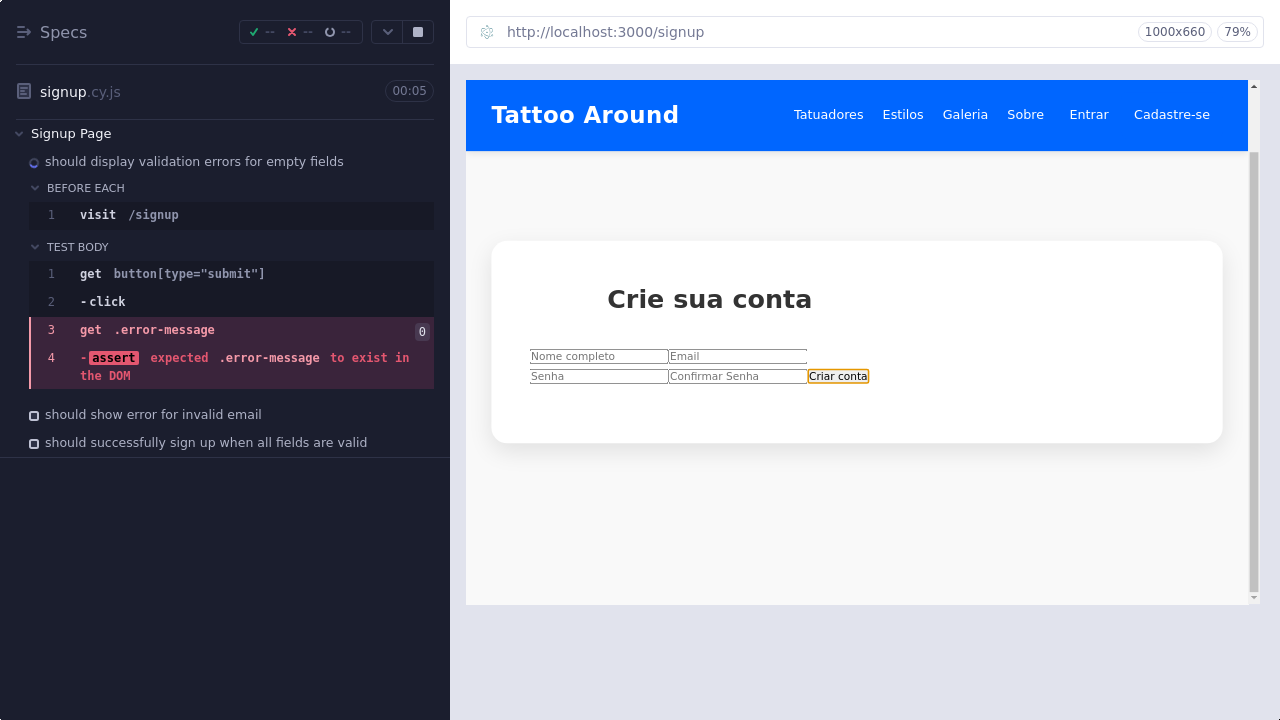 Specs
-- -- --
signup.cy.js
00:05
Signup Page
should display validation errors for empty fields
BEFORE EACH
1 visit /signup
TEST BODY
1 get button[type="submit"]
2 -click
3 get .error-message 0
4 -assert expected .error-message to exist in
the DOM
should show error for invalid email
should successfully sign up when all fields are valid
http://localhost:3000/signup
1000x660 79%
Tattoo Around
Tatuadores Estilos Galeria Sobre Entrar Cadastre-se
Crie sua conta
Nome completo Email
Senha Confirmar Senha Criar conta